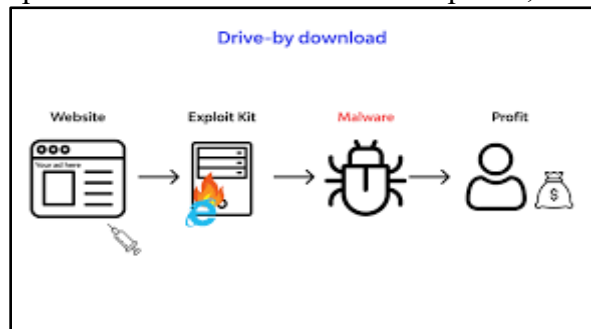 Drive-by download
Website
Exploit Kit
Malware
Profit
Your ad here
$